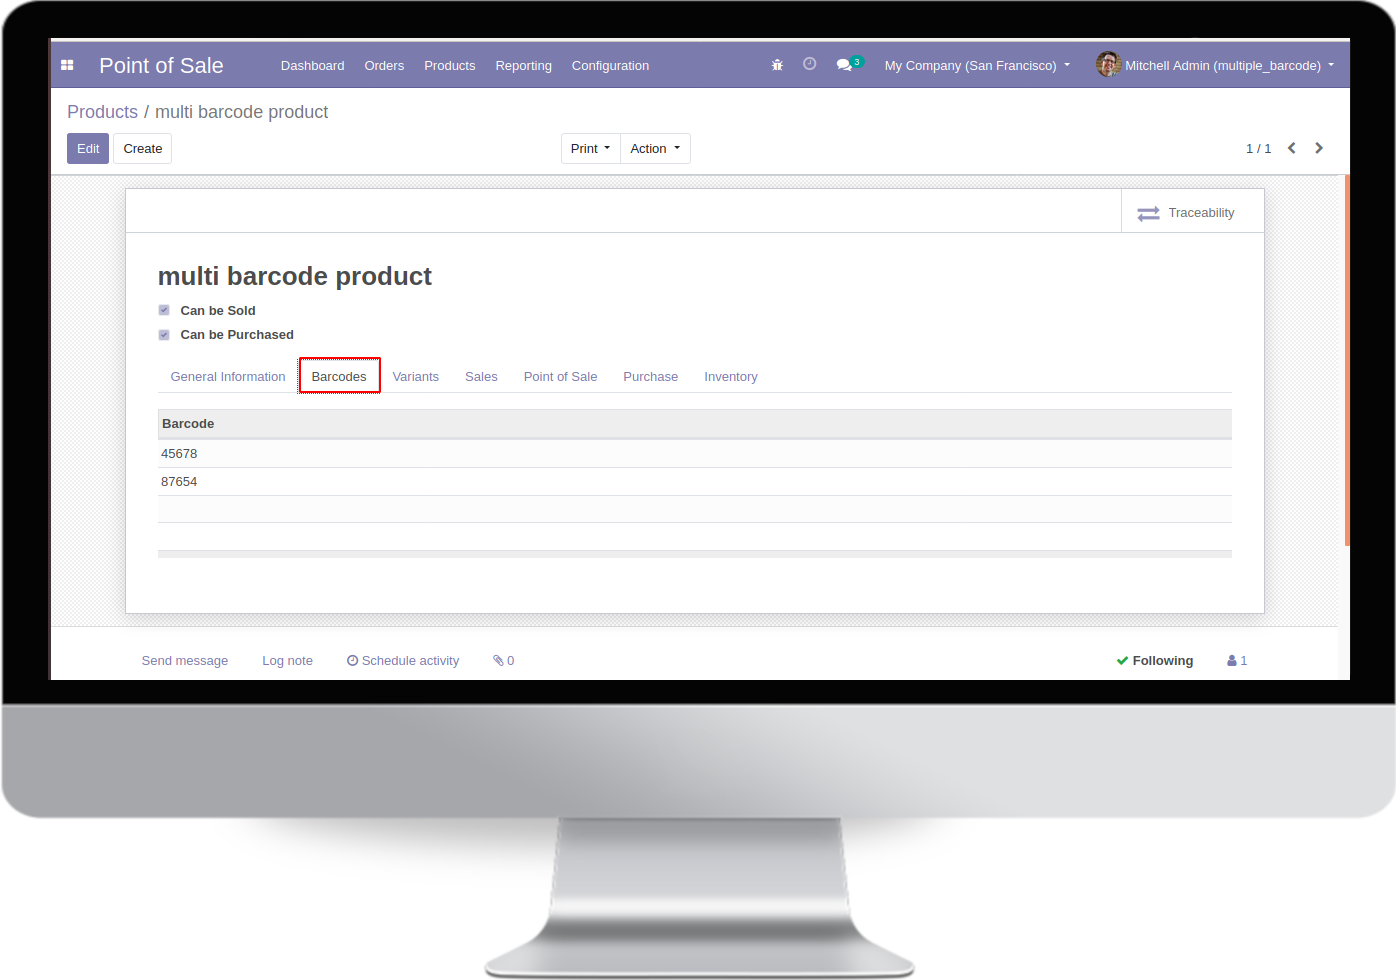 Point of Sale Dashboard Orders Products Reporting Configuration 3 My Company (San Francisco) Mitchell Admin (multiple_barcode)
Products / multi barcode product
Edit Create Print Action 1 / 1
Traceability
multi barcode product
Can be Sold
Can be Purchased
General Information Barcodes Variants Sales Point of Sale Purchase Inventory
Barcode
45678
87654
Send message Log note Schedule activity 0 Following 1